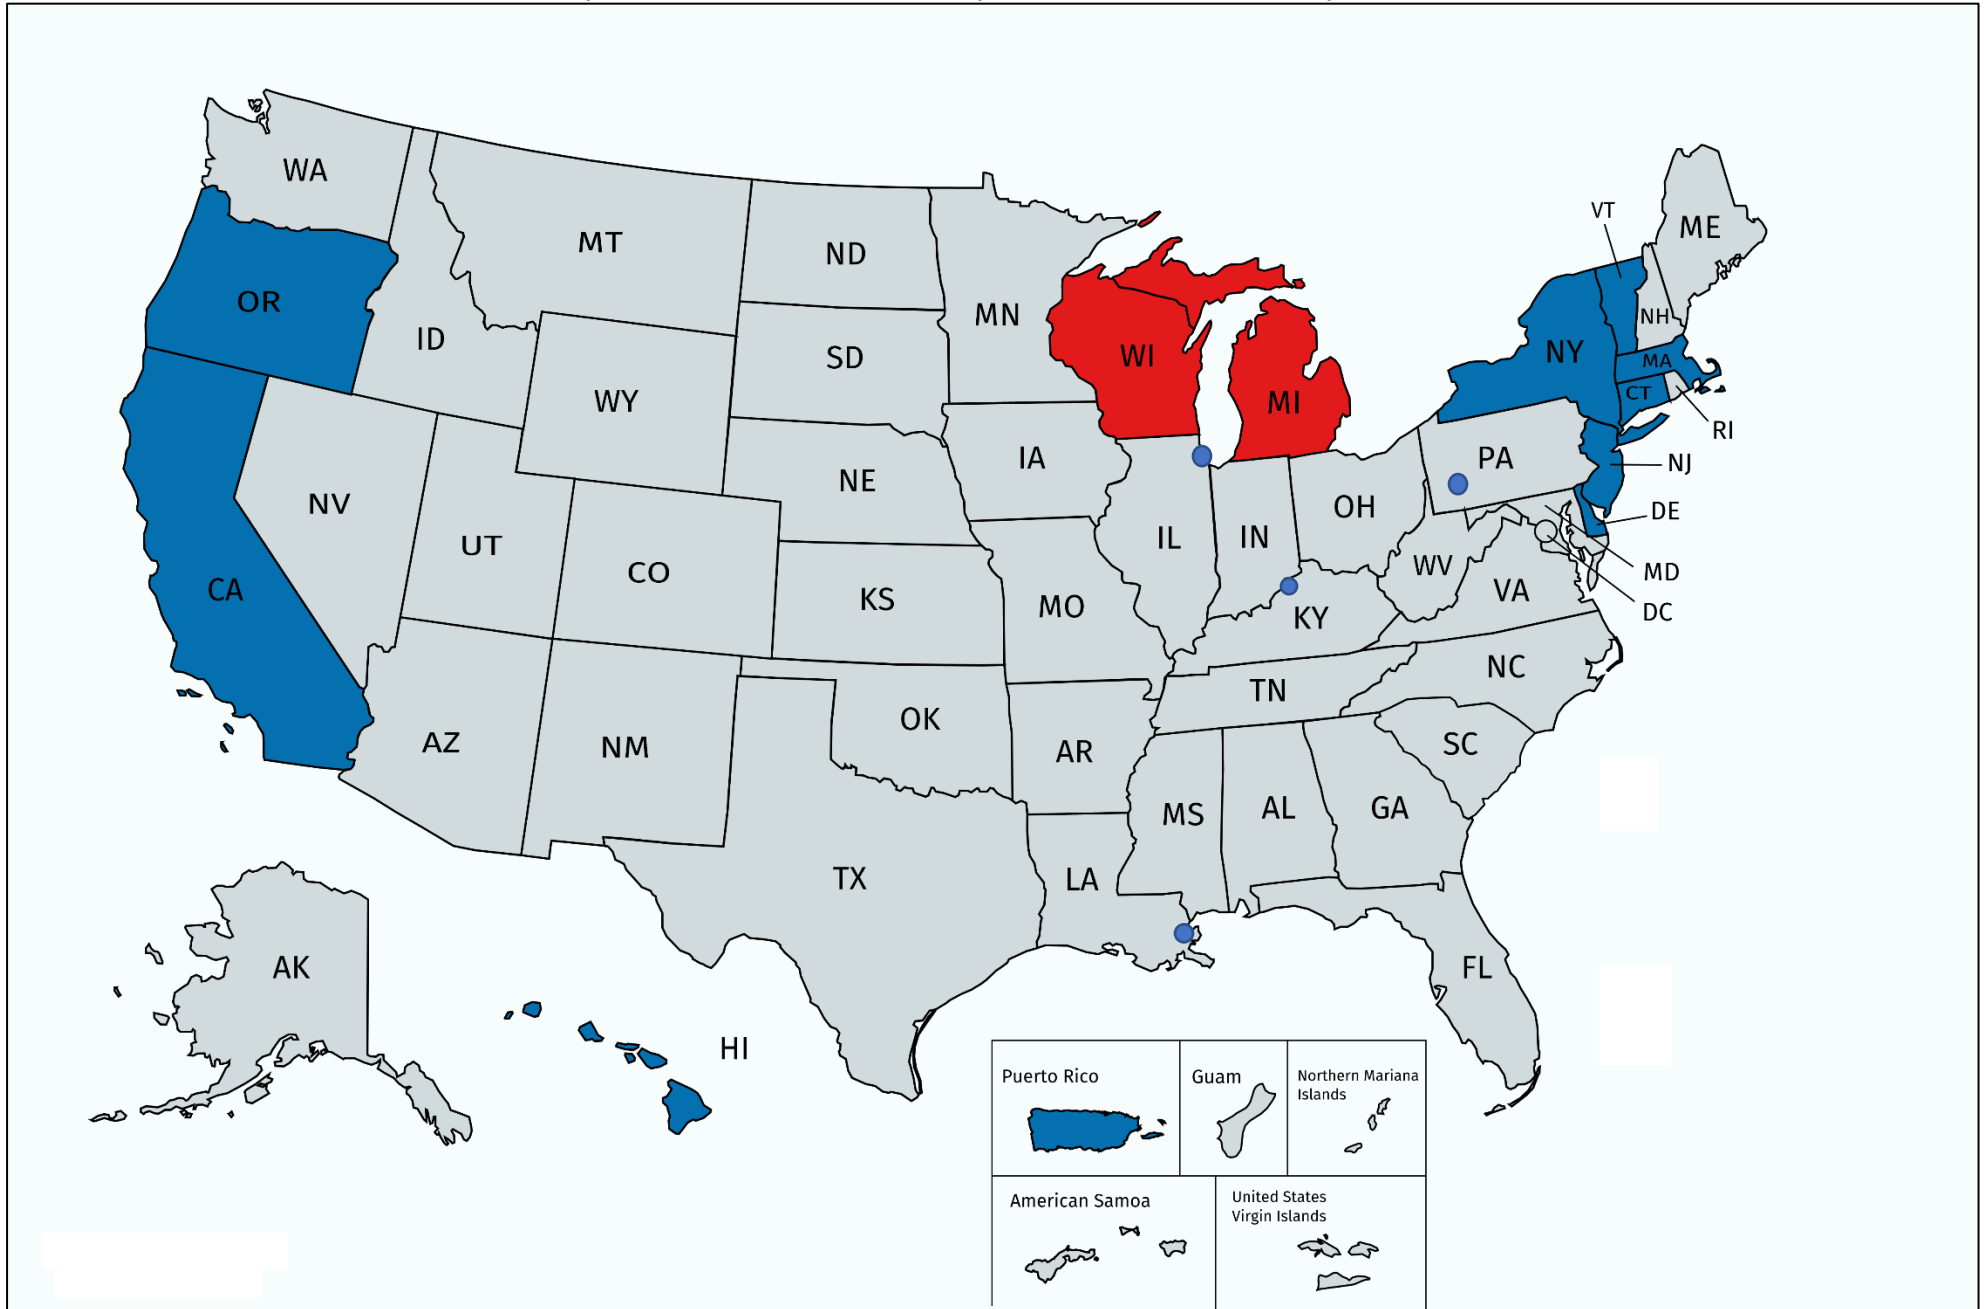 WA
OR
CA
ID
NV
MT
WY
UT
AZ
CO
NM
ND
SD
NE
KS
OK
TX
MN
IA
MO
AR
LA
WI
IL
MI
IN
OH
KY
TN
MS
AL
GA
FL
SC
NC
VA
WV
PA
NY
VT
NH
ME
MA
CT
RI
NJ
DE
MD
DC
AK
HI
Puerto Rico
Guam
Northern Mariana
Islands
American Samoa
United States
Virgin Islands